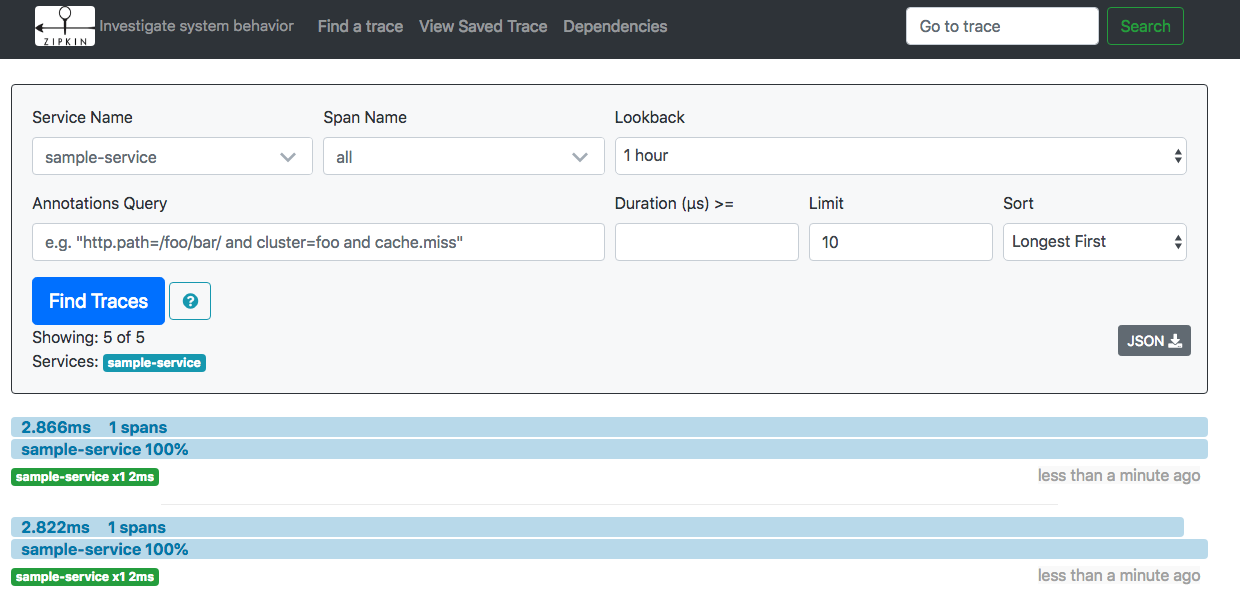 ZIPKIN Investigate system behavior Find a trace View Saved Trace Dependencies Go to trace Search
Service Name Span Name Lookback
sample-service all 1 hour
Annotations Query Duration (μs) >= Limit Sort
e.g. "http.path=/foo/bar/ and cluster=foo and cache.miss" 10 Longest First
Find Traces ?
Showing: 5 of 5
Services: sample-service
JSON
2.866ms 1 spans
sample-service 100%
sample-service x1 2ms less than a minute ago
2.822ms 1 spans
sample-service 100%
sample-service x1 2ms less than a minute ago